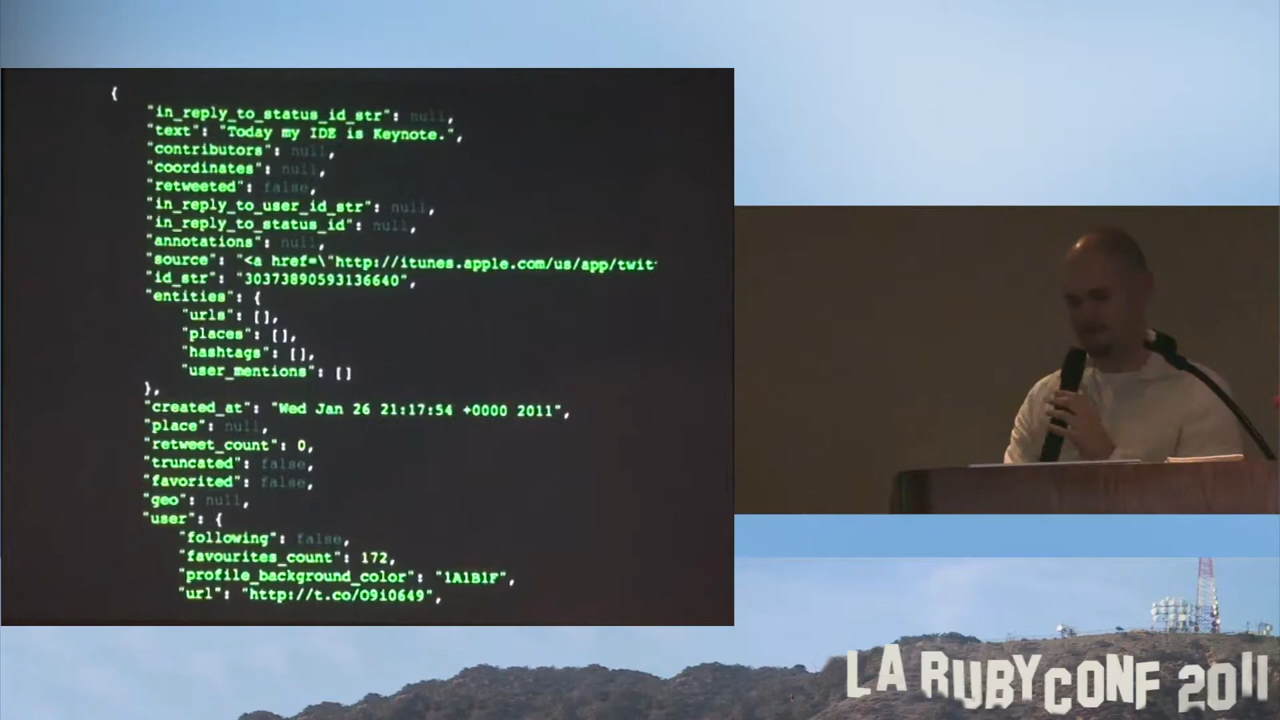 {
"in_reply_to_status_id_str": null,
"text": "Today my IDE is Keynote.",
"contributors": null,
"coordinates": null,
"retweeted": false,
"in_reply_to_user_id_str": null,
"in_reply_to_status_id": null,
"annotations": null,
"source": "<a href=\"http://itunes.apple.com/us/app/twit
"id_str": "30373890593136640",
"entities": {
"urls": [],
"places": [],
"hashtags": [],
"user_mentions": []
},
"created_at": "Wed Jan 26 21:17:54 +0000 2011",
"place": null,
"retweet_count": 0,
"truncated": false,
"favorited": false,
"geo": null,
"user": {
"following": false,
"favourites_count": 172,
"profile_background_color": "1A1B1F",
"url": "http://t.co/O9i0649",
LA RUBYCONF 2011